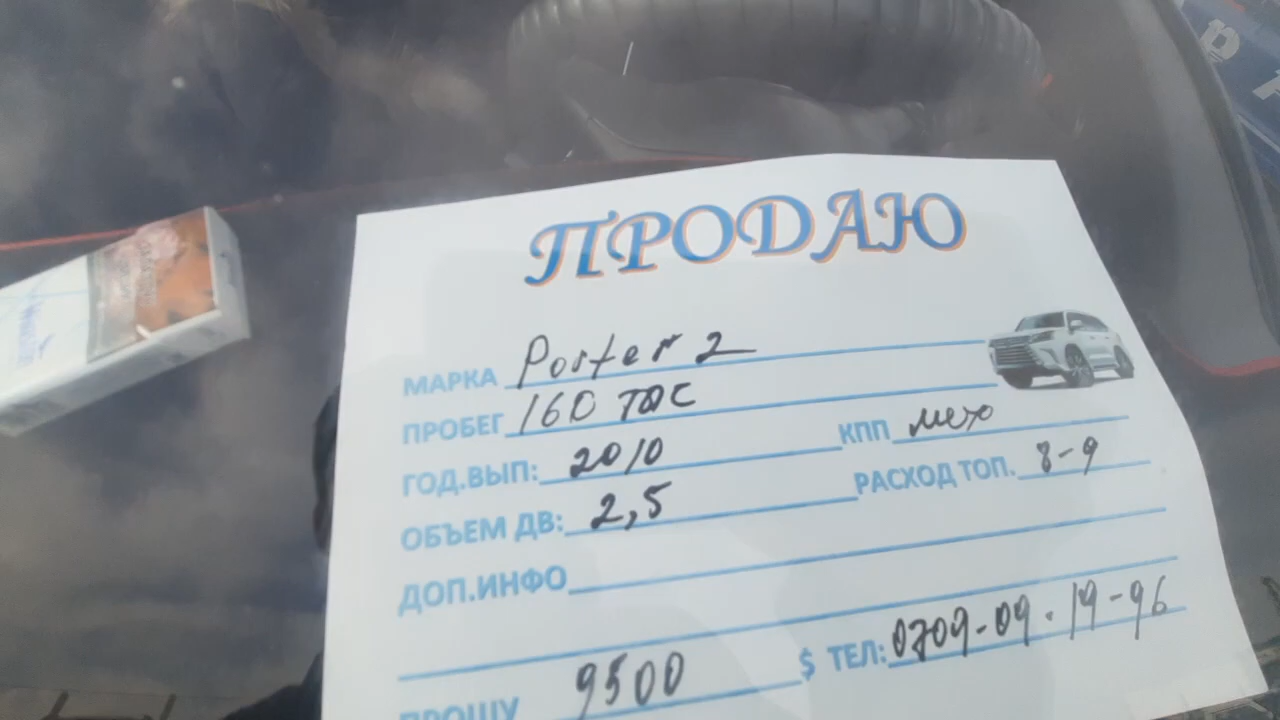 ПРОДАЮ
МАРКА Porter 2
ПРОБЕГ 160 тыс
ГОД.ВЫП: 2010 КПП мех
ОБЪЕМ ДВ: 2,5 РАСХОД ТОП. 8-9
ДОП.ИНФО
ПРОШУ 9500 $ ТЕЛ: 0709-09.19-96